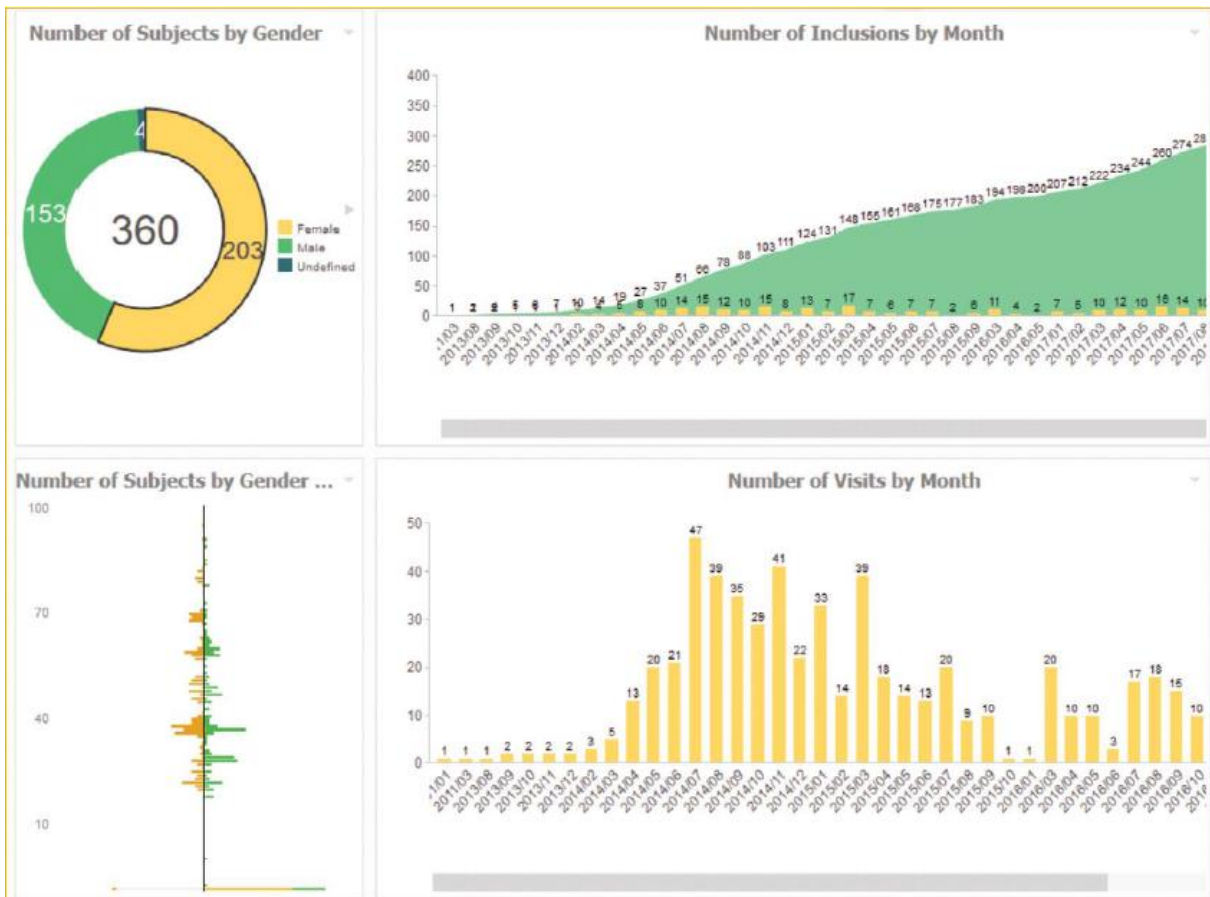 Number of Subjects by Gender
4
153
360
203
Female
Male
Undefined
Number of Inclusions by Month
400
350
300
250
200
150
100
50
0
1 7 10 14 19 27 37 51 66 78 88 103 111 124 131 148 155 161 168 175 177 183 194 198 200 207 212 222 234 244 260 274 28
5 8 10 14 15 12 10 15 8 13 7 17 7 6 7 7 2 6 11 4 2 7 5 10 12 10 16 14 10
1/03 2013/08 2013/09 2013/10 2013/11 2013/12 2014/02 2014/03 2014/04 2014/05 2014/06 2014/07 2014/08 2014/09 2014/10 2014/11 2014/12 2015/01 2015/02 2015/03 2015/04 2015/05 2015/06 2015/07 2015/08 2015/09 2016/03 2016/04 2016/05 2017/01 2017/02 2017/03 2017/04 2017/05 2017/06 2017/07 2017/08
Number of Subjects by Gender ...
100
70
40
10
Number of Visits by Month
50
40
30
20
10
0
1 1 1 2 2 2 2 3 5 13 20 21 47 39 35 29 41 22 33 14 39 18 14 13 20 9 10 1 1 20 10 10 3 17 18 15 10
1/01 2011/03 2013/08 2013/09 2013/10 2013/11 2013/12 2014/02 2014/03 2014/04 2014/05 2014/06 2014/07 2014/08 2014/09 2014/10 2014/11 2014/12 2015/01 2015/02 2015/03 2015/04 2015/05 2015/06 2015/07 2015/08 2015/09 2015/10 2016/01 2016/03 2016/04 2016/05 2016/06 2016/07 2016/08 2016/09 2016/10